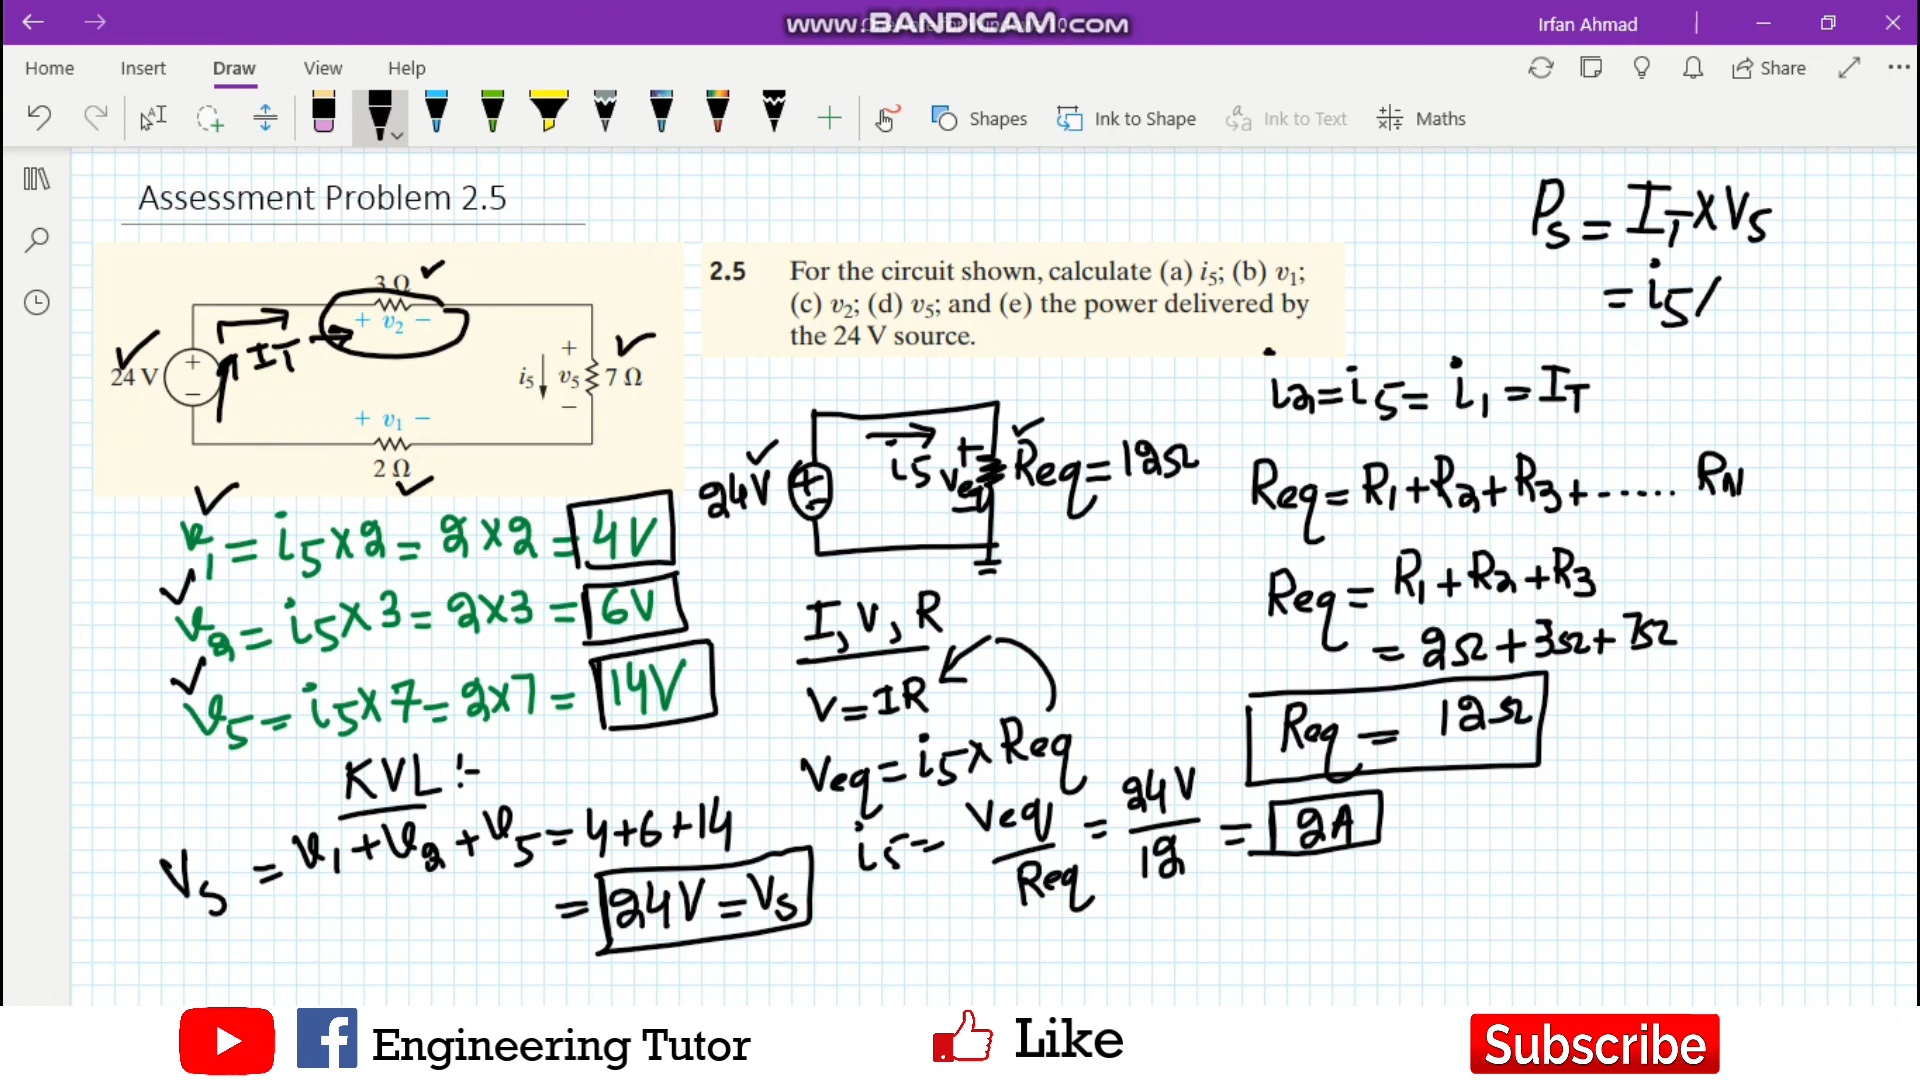 www.BANDICAM.com
Irfan Ahmad
Home Insert Draw View Help
Share
Shapes Ink to Shape Ink to Text Maths
Assessment Problem 2.5
2.5 For the circuit shown, calculate (a) i₅; (b) v₁;
(c) v₂; (d) v₅; and (e) the power delivered by
the 24 V source.
3 Ω
+ v₂ −
IT
24 V
+
−
i₅
+
v₅
−
7 Ω
+ v₁ −
2 Ω
v₁ = i₅ × 2 = 2 × 2 = 4V
v₂ = i₅ × 3 = 2 × 3 = 6V
v₅ = i₅ × 7 = 2 × 7 = 14V
KVL :-
Vs = v₁ + v₂ + v₅ = 4 + 6 + 14
= 24V = Vs
24V
i5
+
Veq
−
Req = 12Ω
I, V, R
V = IR
Veq = i5 × Req
i5 = Veq / Req = 24V / 12 = 2A
Ps = IT × Vs
= i5 /
i2 = i5 = i1 = IT
Req = R1 + R2 + R3 + ...... RN
Req = R1 + R2 + R3
= 2Ω + 3Ω + 7Ω
Req = 12Ω
Engineering Tutor
Like
Subscribe